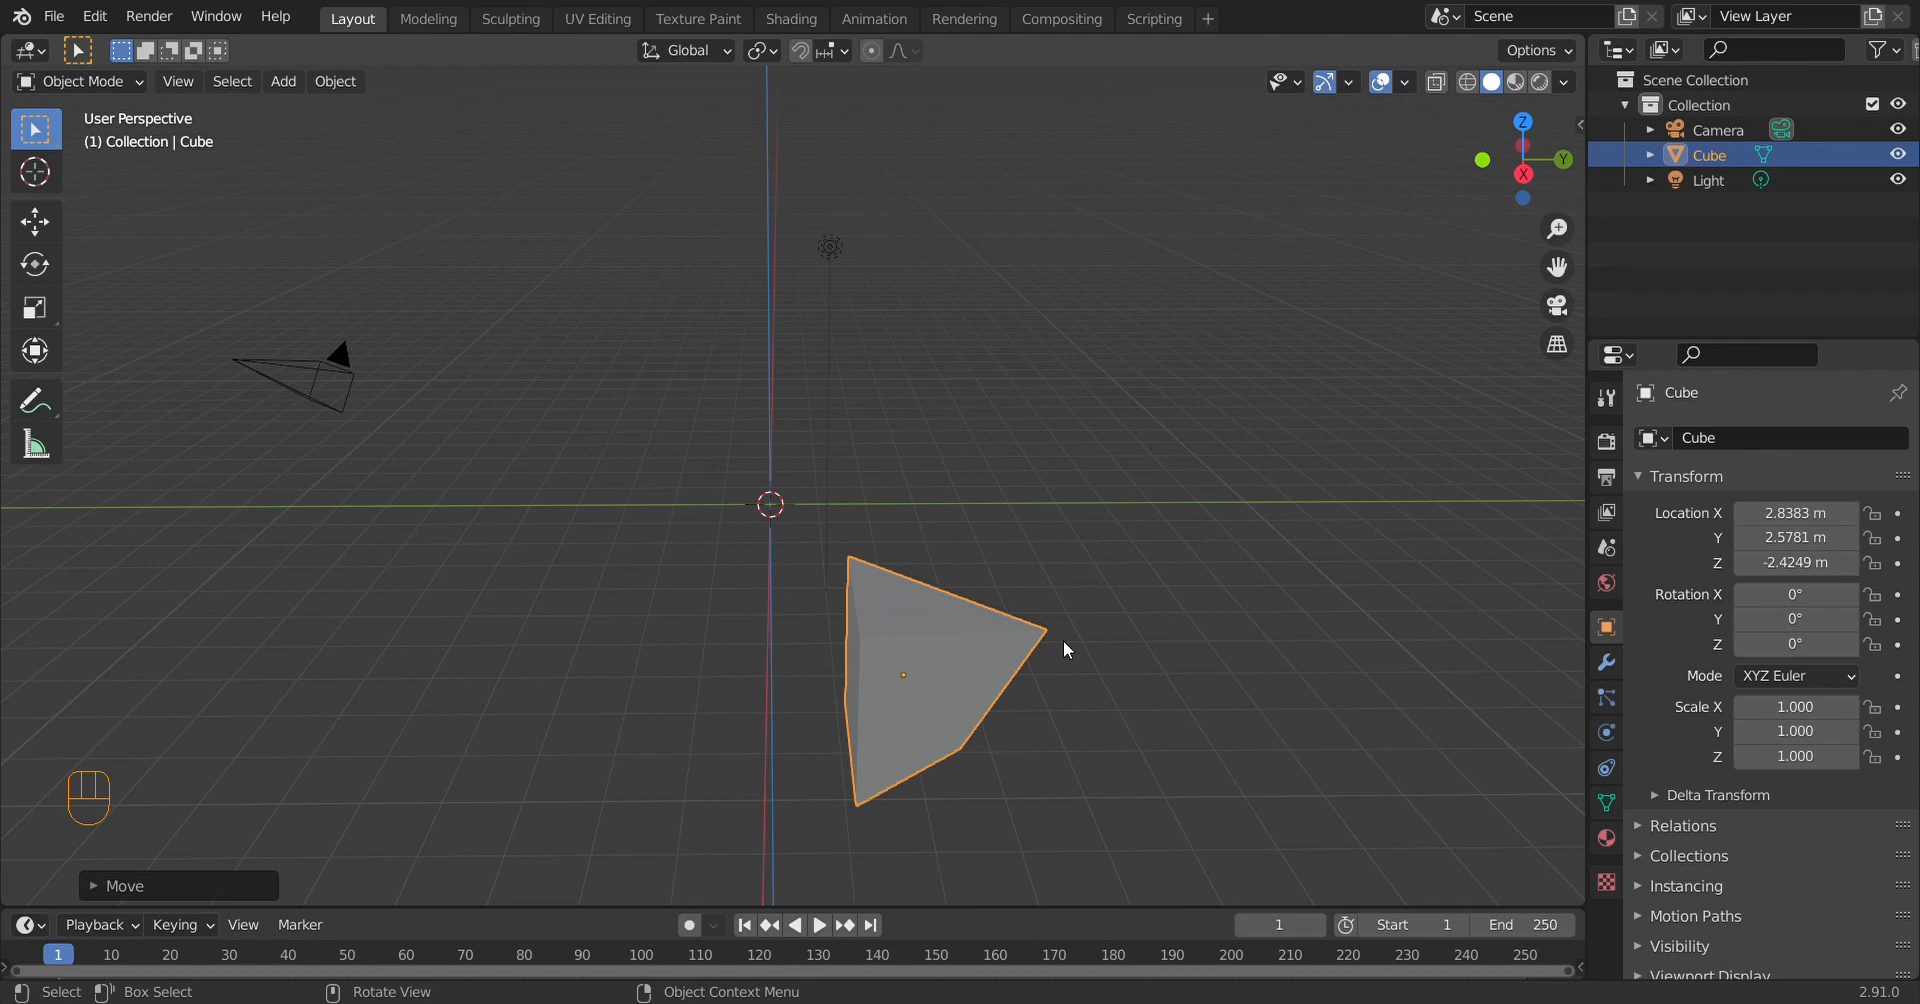 File Edit Render Window Help Layout Modeling Sculpting UV Editing Texture Paint Shading Animation Rendering Compositing Scripting + Scene View Layer
Global Options
Object Mode View Select Add Object
User Perspective
(1) Collection | Cube
Z
Y
X
Scene Collection
Collection
Camera
Cube
Light
Cube
Cube
Transform
Location X 2.8383 m
Y 2.5781 m
Z -2.4249 m
Rotation X 0°
Y 0°
Z 0°
Mode XYZ Euler
Scale X 1.000
Y 1.000
Z 1.000
Delta Transform
Relations
Collections
Instancing
Motion Paths
Visibility
Viewport Display
Move
Playback Keying View Marker 1 Start 1 End 250
1 10 20 30 40 50 60 70 80 90 100 110 120 130 140 150 160 170 180 190 200 210 220 230 240 250
Select Box Select Rotate View Object Context Menu 2.91.0